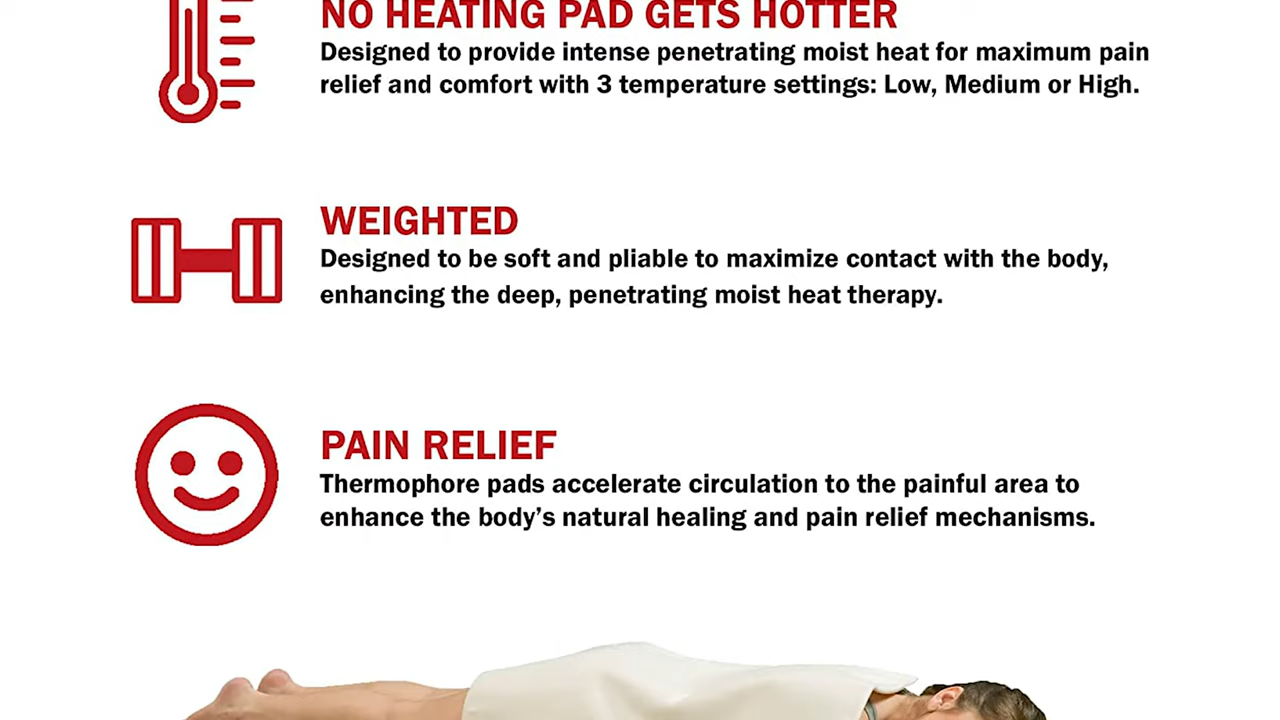 NO HEATING PAD GETS HOTTER
Designed to provide intense penetrating moist heat for maximum pain
relief and comfort with 3 temperature settings: Low, Medium or High.
WEIGHTED
Designed to be soft and pliable to maximize contact with the body,
enhancing the deep, penetrating moist heat therapy.
PAIN RELIEF
Thermophore pads accelerate circulation to the painful area to
enhance the body’s natural healing and pain relief mechanisms.